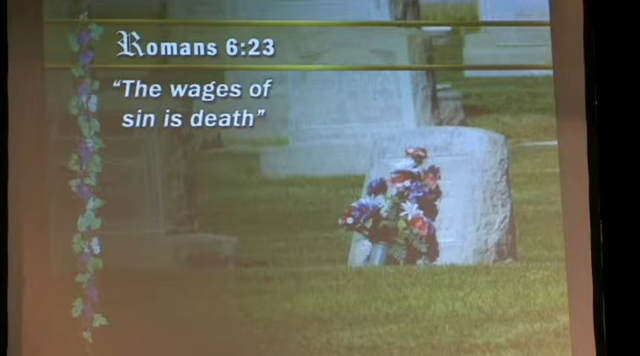 Romans 6:23
“The wages of
sin is death”